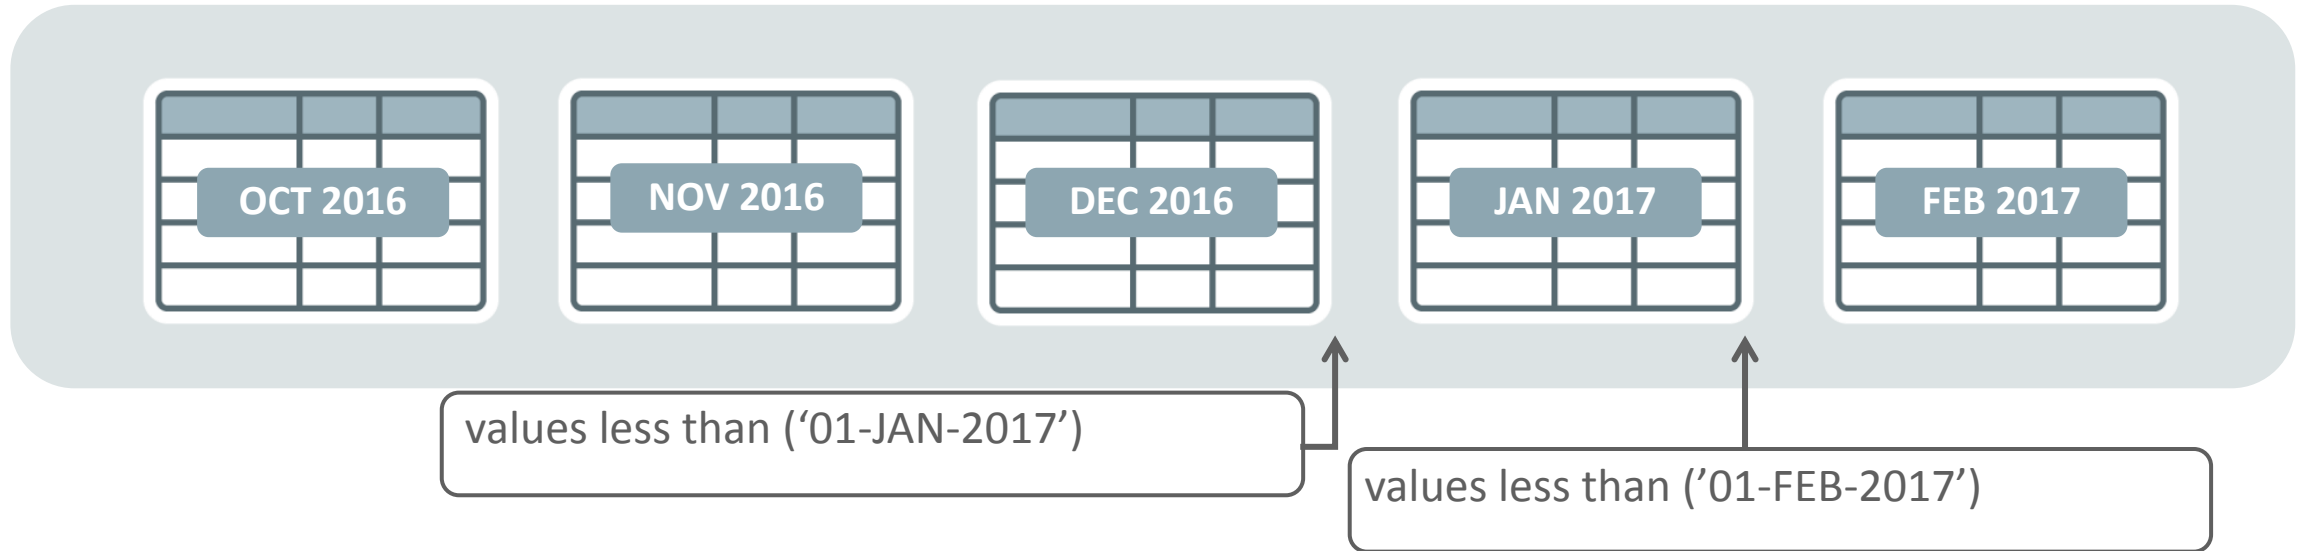 OCT 2016
NOV 2016
DEC 2016
JAN 2017
FEB 2017
values less than (‘01-JAN-2017’)
values less than (’01-FEB-2017’)